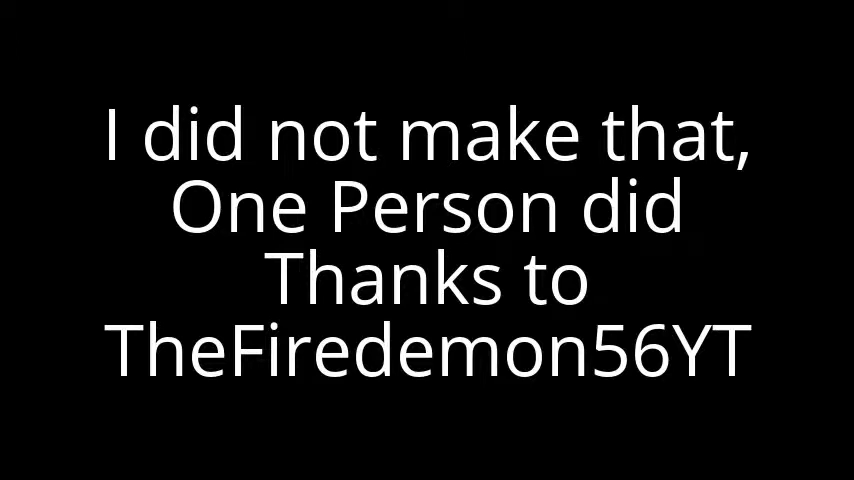 I did not make that,
One Person did
Thanks to
TheFiredemon56YT